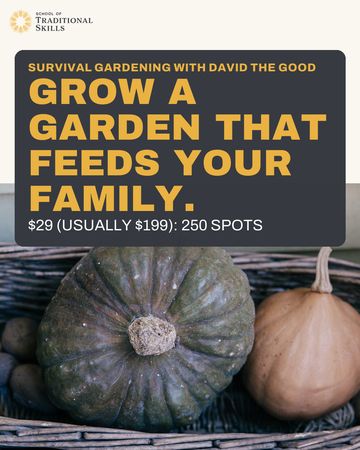 SCHOOL OF
TRADITIONAL
SKILLS
SURVIVAL GARDENING WITH DAVID THE GOOD
GROW A
GARDEN THAT
FEEDS YOUR
FAMILY.
$29 (USUALLY $199): 250 SPOTS